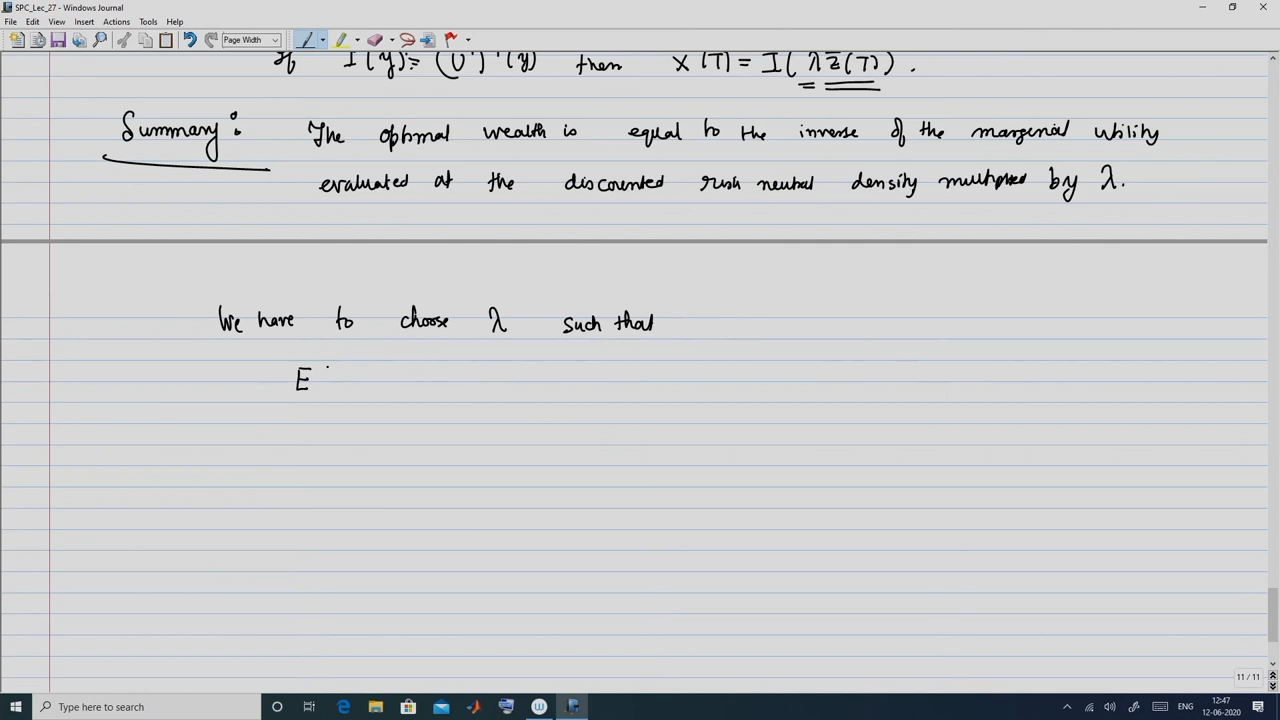 SPC_Lec_27 - Windows Journal
File Edit View Insert Actions Tools Help
Page Width
If I(y) = (U')⁻¹(y) then X(T) = I(λ Z̄(T)).
Summary: The optimal wealth is equal to the inverse of the marginal utility
evaluated at the discounted risk neutral density multiplied by λ.
We have to choose λ such that
E
11 / 11
Type here to search
ENG
12:47
12-06-2020